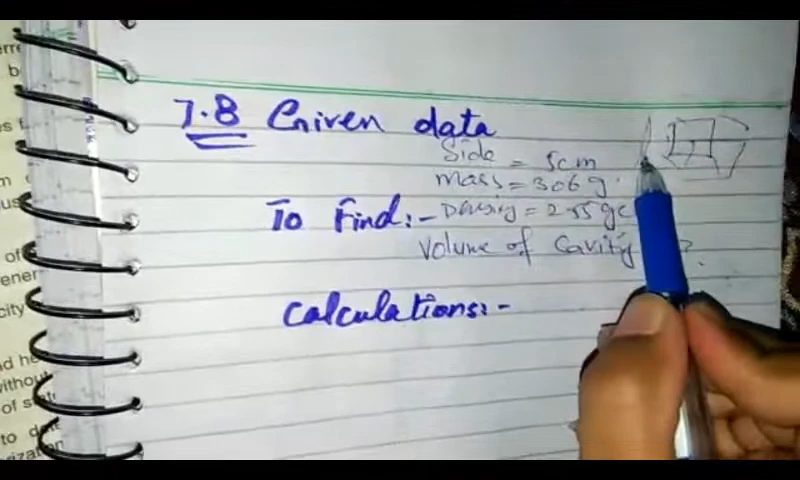 7.8 Given data
Side = 5cm
mass = 306 g.
To Find:- Density = 2.55 gc
Volume of Cavity ?
Calculations:-